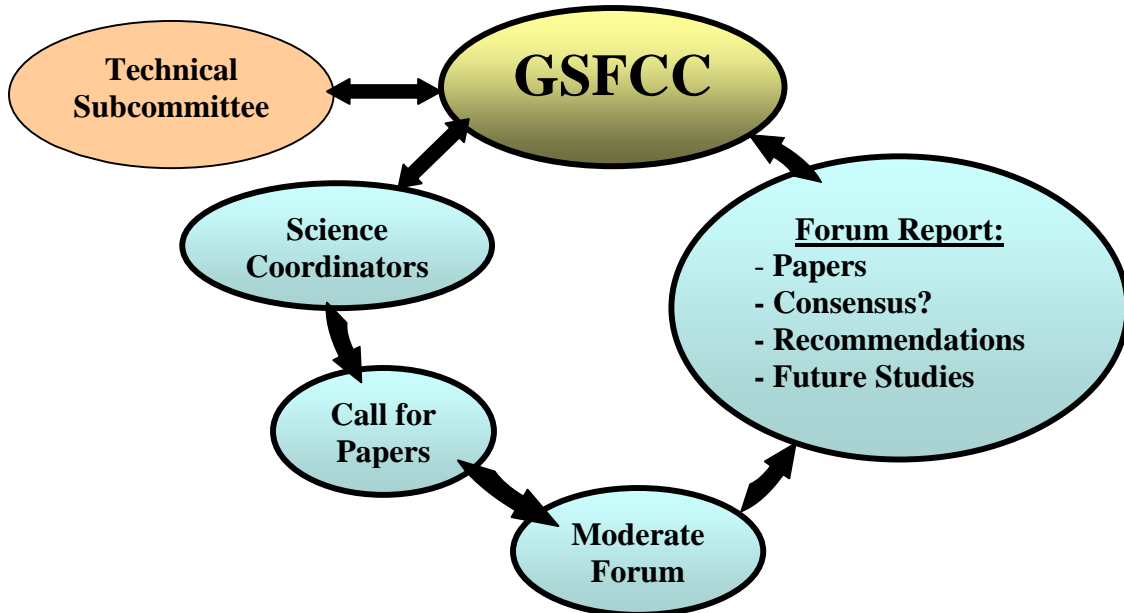 Technical
Subcommittee
GSFCC
Science
Coordinators
Call for
Papers
Moderate
Forum
Forum Report:
- Papers
- Consensus?
- Recommendations
- Future Studies